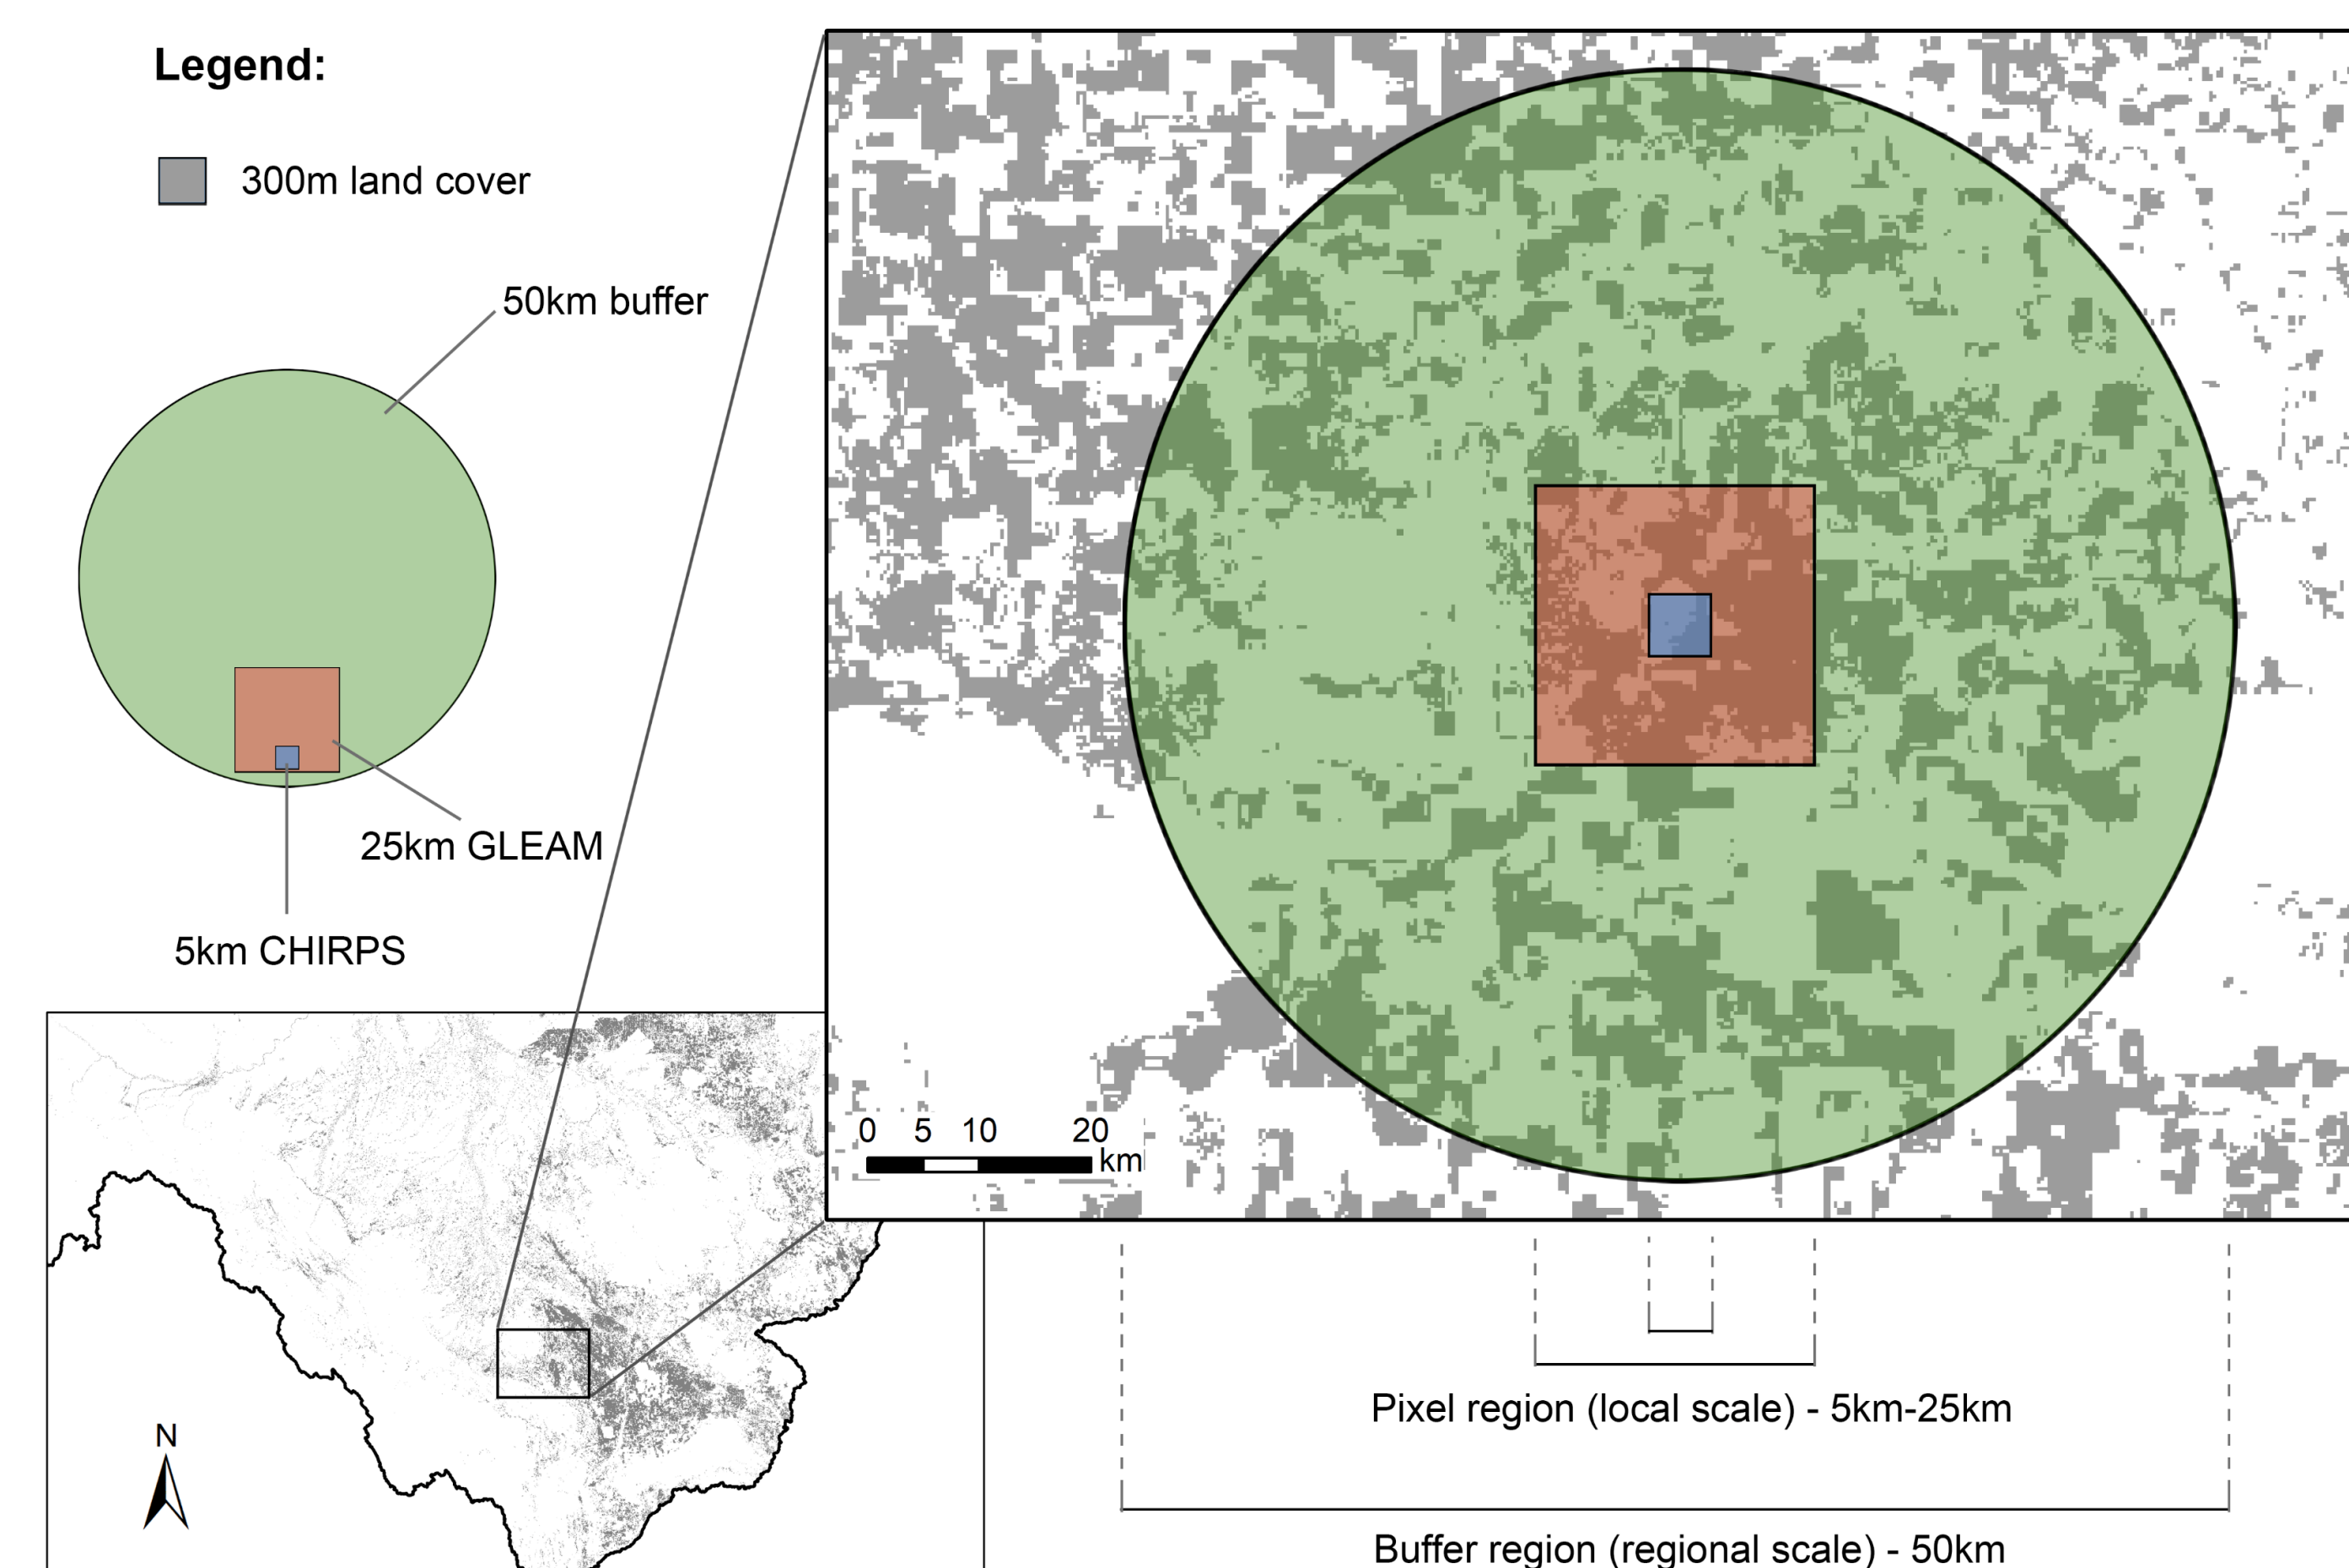 Legend:
300m land cover
50km buffer
25km GLEAM
5km CHIRPS
N
0 5 10 20
km
Pixel region (local scale) - 5km-25km
Buffer region (regional scale) - 50km